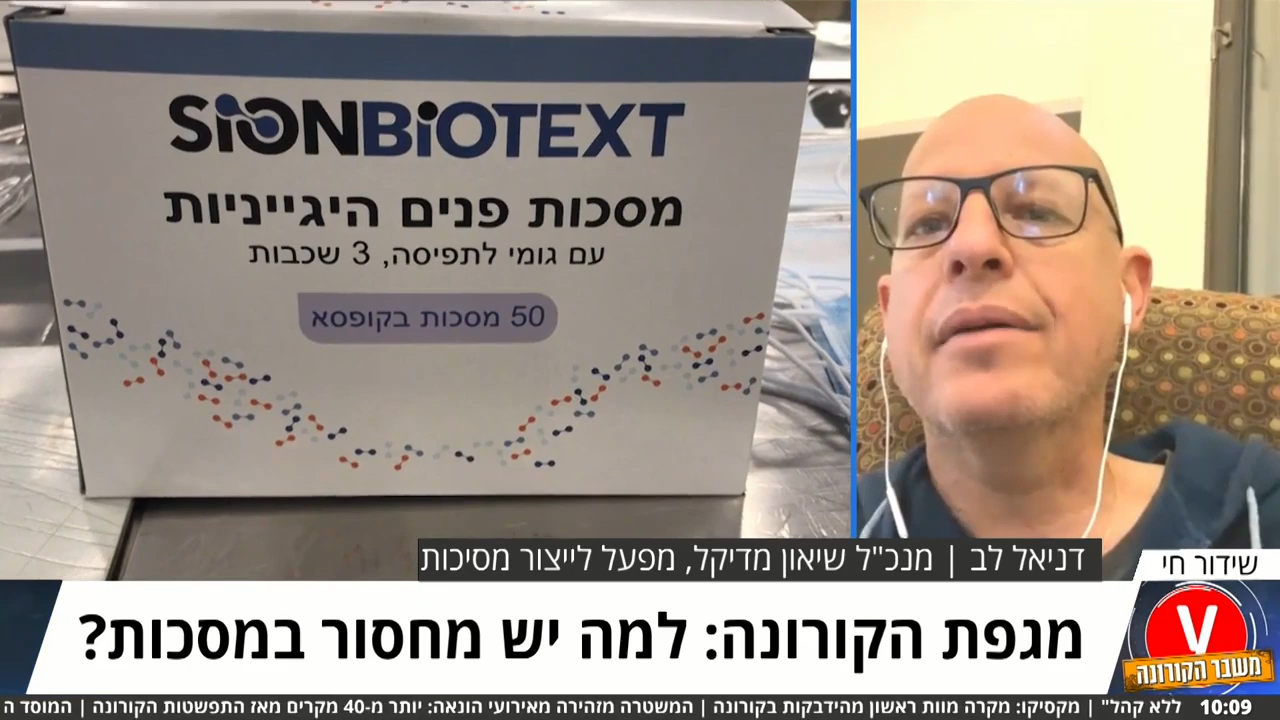 SiONBiOTEXT
מסכות פנים היגייניות
עם גומי לתפיסה, 3 שכבות
50 מסכות בקופסא
דניאל לב | מנכ"ל שיאון מדיקל, מפעל לייצור מסיכות
שידור חי
מגפת הקורונה: למה יש מחסור במסכות?
V
משבר הקורונה
10:09 ללא קהל" | מקסיקו: מקרה מוות ראשון מהידבקות בקורונה | המשטרה מזהירה מאירועי הונאה: יותר מ-40 מקרים מאז התפשטות הקורונה | המוסד ה